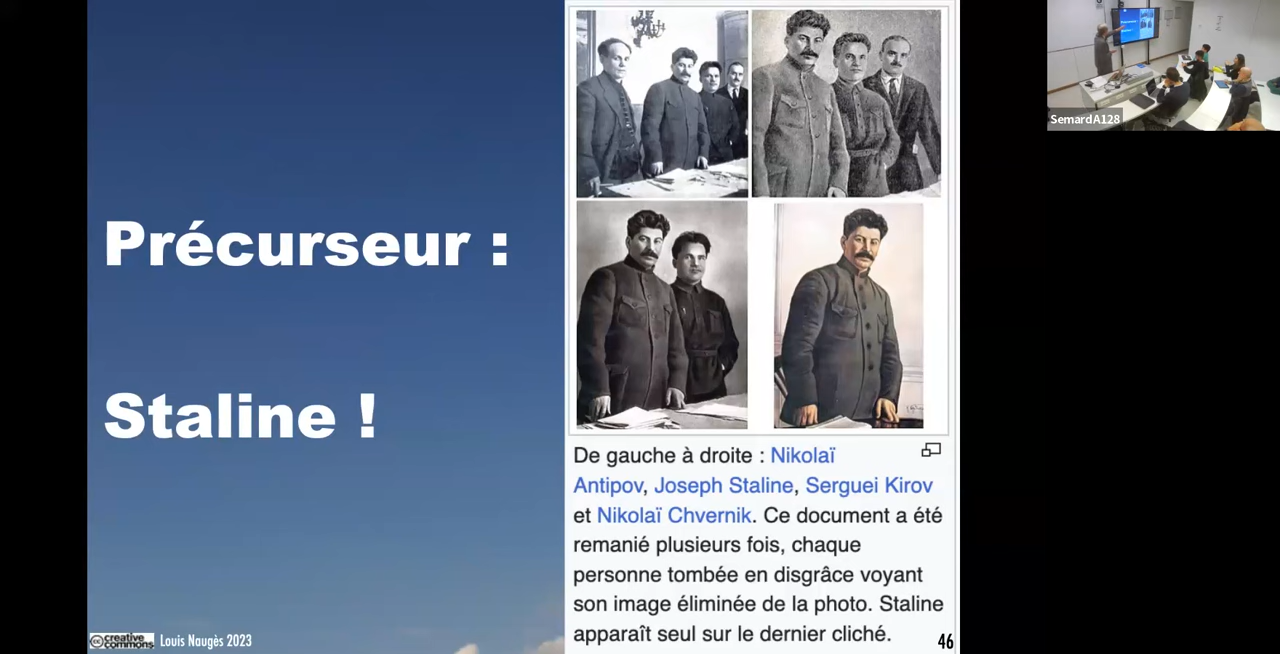 Précurseur :
Staline !
De gauche à droite : Nikolaï
Antipov, Joseph Staline, Serguei Kirov
et Nikolaï Chvernik. Ce document a été
remanié plusieurs fois, chaque
personne tombée en disgrâce voyant
son image éliminée de la photo. Staline
apparaît seul sur le dernier cliché.
creative
commons
Louis Naugès 2023
46
SemardA128